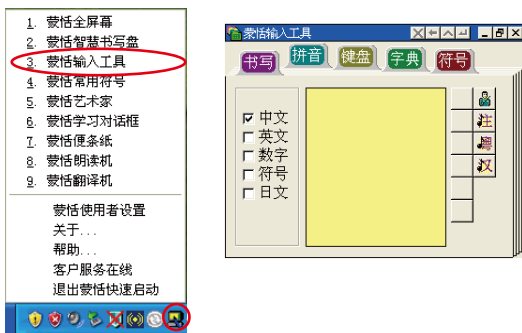 1. 蒙恬全屏幕
2. 蒙恬智慧书写盘
3. 蒙恬输入工具
4. 蒙恬常用符号
5. 蒙恬艺术家
6. 蒙恬学习对话框
7. 蒙恬便条纸
8. 蒙恬朗读机
9. 蒙恬翻译机
蒙恬使用者设置
关于...
帮助...
客户服务在线
退出蒙恬快速启动
蒙恬输入工具
书写 拼音 键盘 字典 符号
中文
英文
数字
符号
日文
注
汉